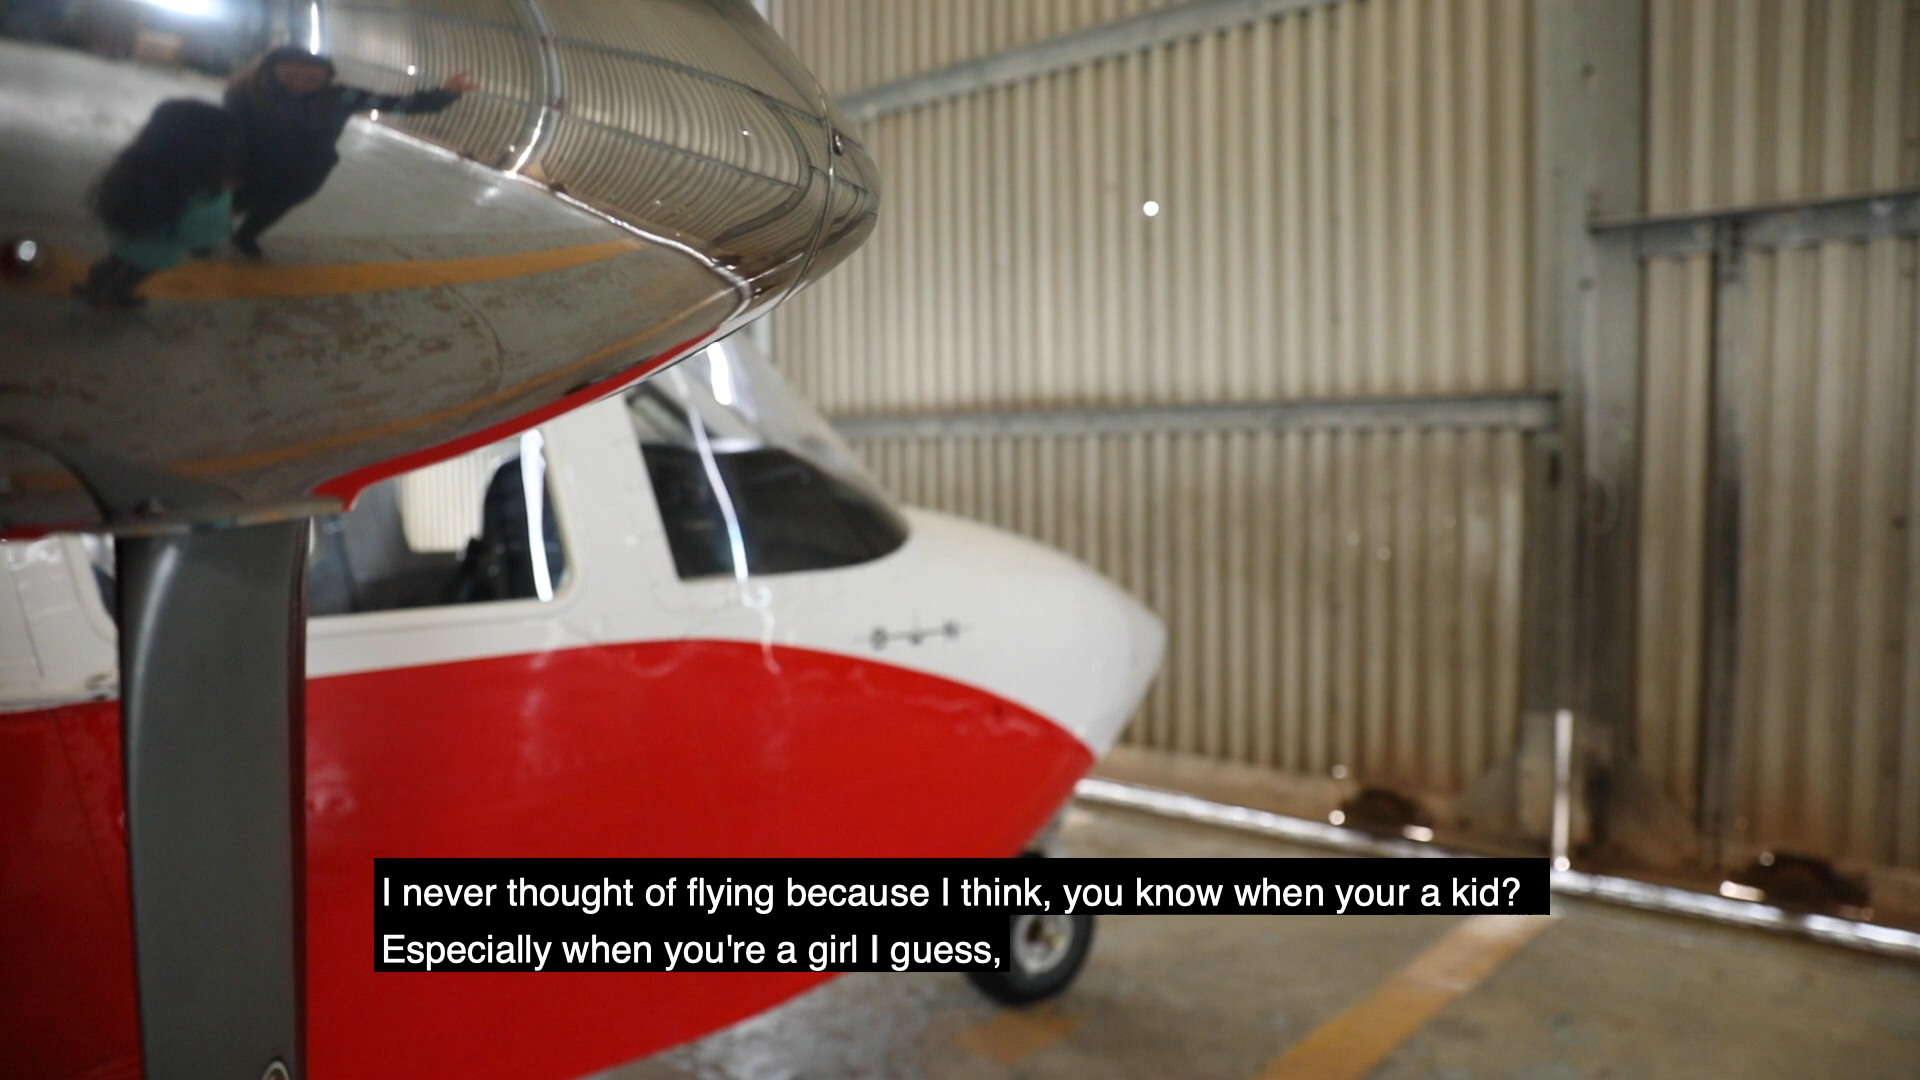 I never thought of flying because I think, you know when your a kid?
Especially when you're a girl I guess,